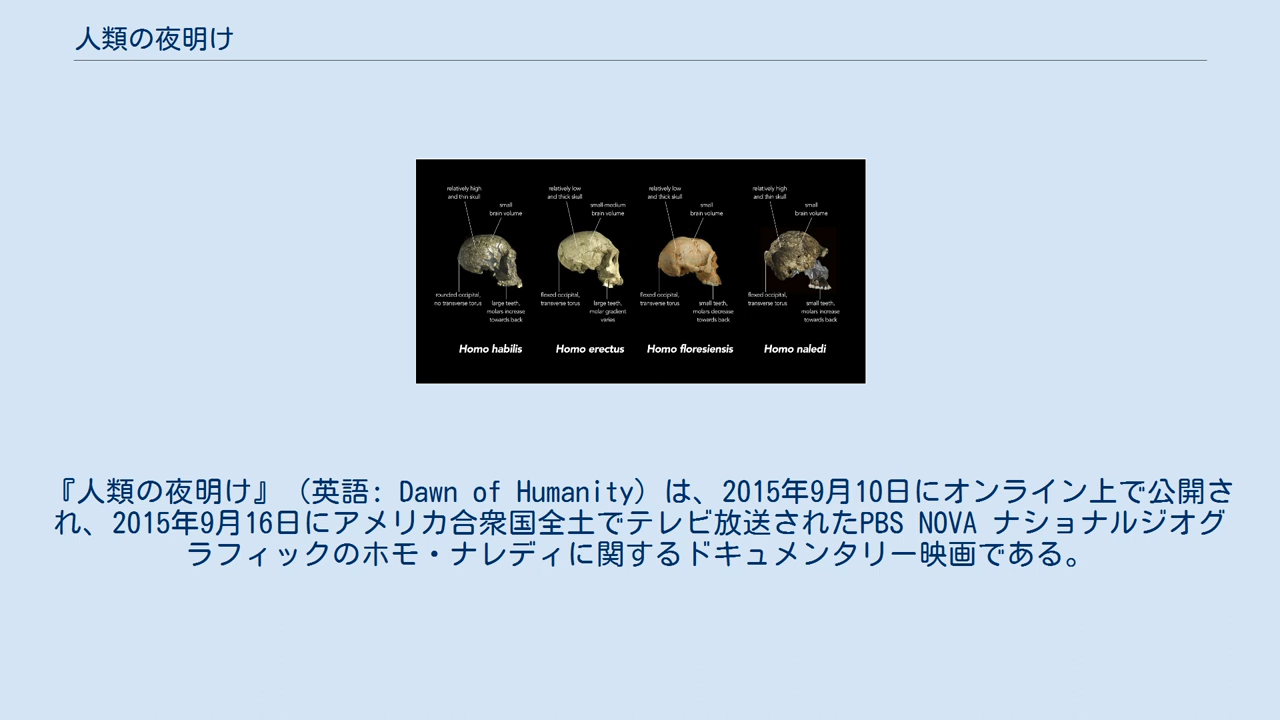 人類の夜明け
relatively high
and thin skull
small
brain volume
rounded occipital,
no transverse torus
large teeth,
molars increase
towards back
Homo habilis
relatively low
and thick skull
small-medium
brain volume
flexed occipital,
transverse torus
large teeth,
molar gradient
varies
Homo erectus
relatively low
and thick skull
small
brain volume
flexed occipital,
transverse torus
small teeth,
molars decrease
towards back
Homo floresiensis
relatively high
and thin skull
small
brain volume
flexed occipital,
transverse torus
small teeth,
molars increase
towards back
Homo naledi
『人類の夜明け』（英語: Dawn of Humanity）は、2015年9月10日にオンライン上で公開さ
れ、2015年9月16日にアメリカ合衆国全土でテレビ放送されたPBS NOVA ナショナルジオグ
ラフィックのホモ・ナレディに関するドキュメンタリー映画である。